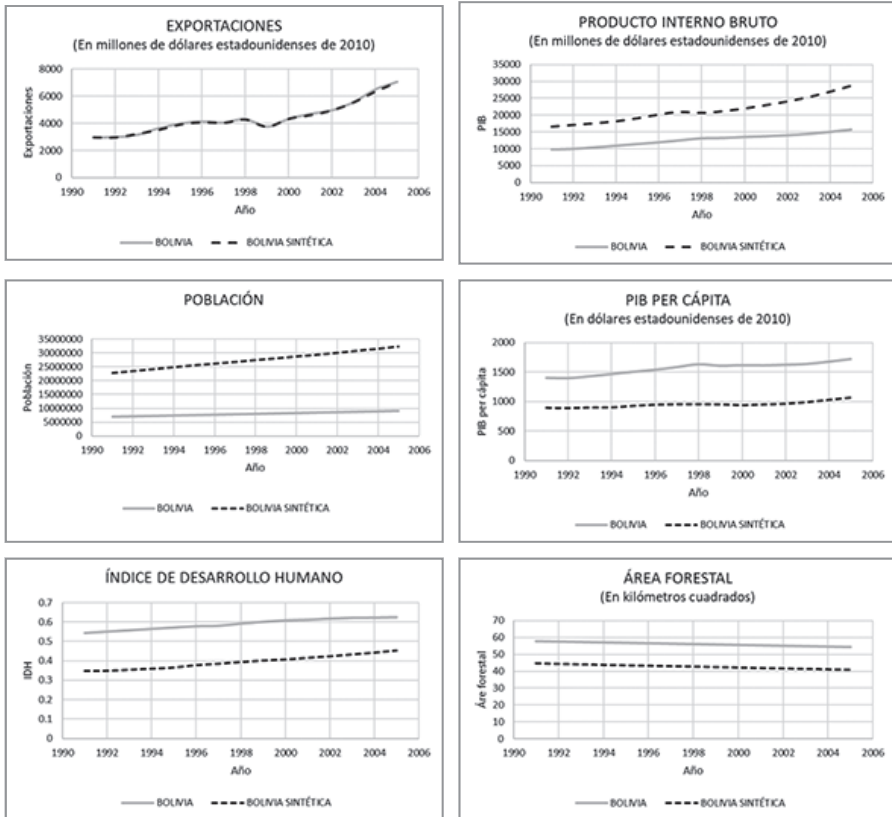 EXPORTACIONES
(En millones de dólares estadounidenses de 2010)
Exportaciones
8000
6000
4000
2000
0
1990 1992 1994 1996 1998 2000 2002 2004 2006
Año
BOLIVIA BOLIVIA SINTÉTICA
PRODUCTO INTERNO BRUTO
(En millones de dólares estadounidenses de 2010)
PIB
35000
30000
25000
20000
15000
10000
5000
0
1990 1992 1994 1996 1998 2000 2002 2004 2006
Año
BOLIVIA BOLIVIA SINTÉTICA
POBLACIÓN
Población
35000000
30000000
25000000
20000000
15000000
10000000
5000000
0
1990 1992 1994 1996 1998 2000 2002 2004 2006
Año
BOLIVIA BOLIVIA SINTÉTICA
PIB PER CÁPITA
(En dólares estadounidenses de 2010)
PIB per cápita
2000
1500
1000
500
0
1990 1992 1994 1996 1998 2000 2002 2004 2006
Año
BOLIVIA BOLIVIA SINTÉTICA
ÍNDICE DE DESARROLLO HUMANO
IDH
0.7
0.6
0.5
0.4
0.3
0.2
0.1
0
1990 1992 1994 1996 1998 2000 2002 2004 2006
Año
BOLIVIA BOLIVIA SINTÉTICA
ÁREA FORESTAL
(En kilómetros cuadrados)
Áre forestal
70
60
50
40
30
20
10
0
1990 1992 1994 1996 1998 2000 2002 2004 2006
Año
BOLIVIA BOLIVIA SINTÉTICA